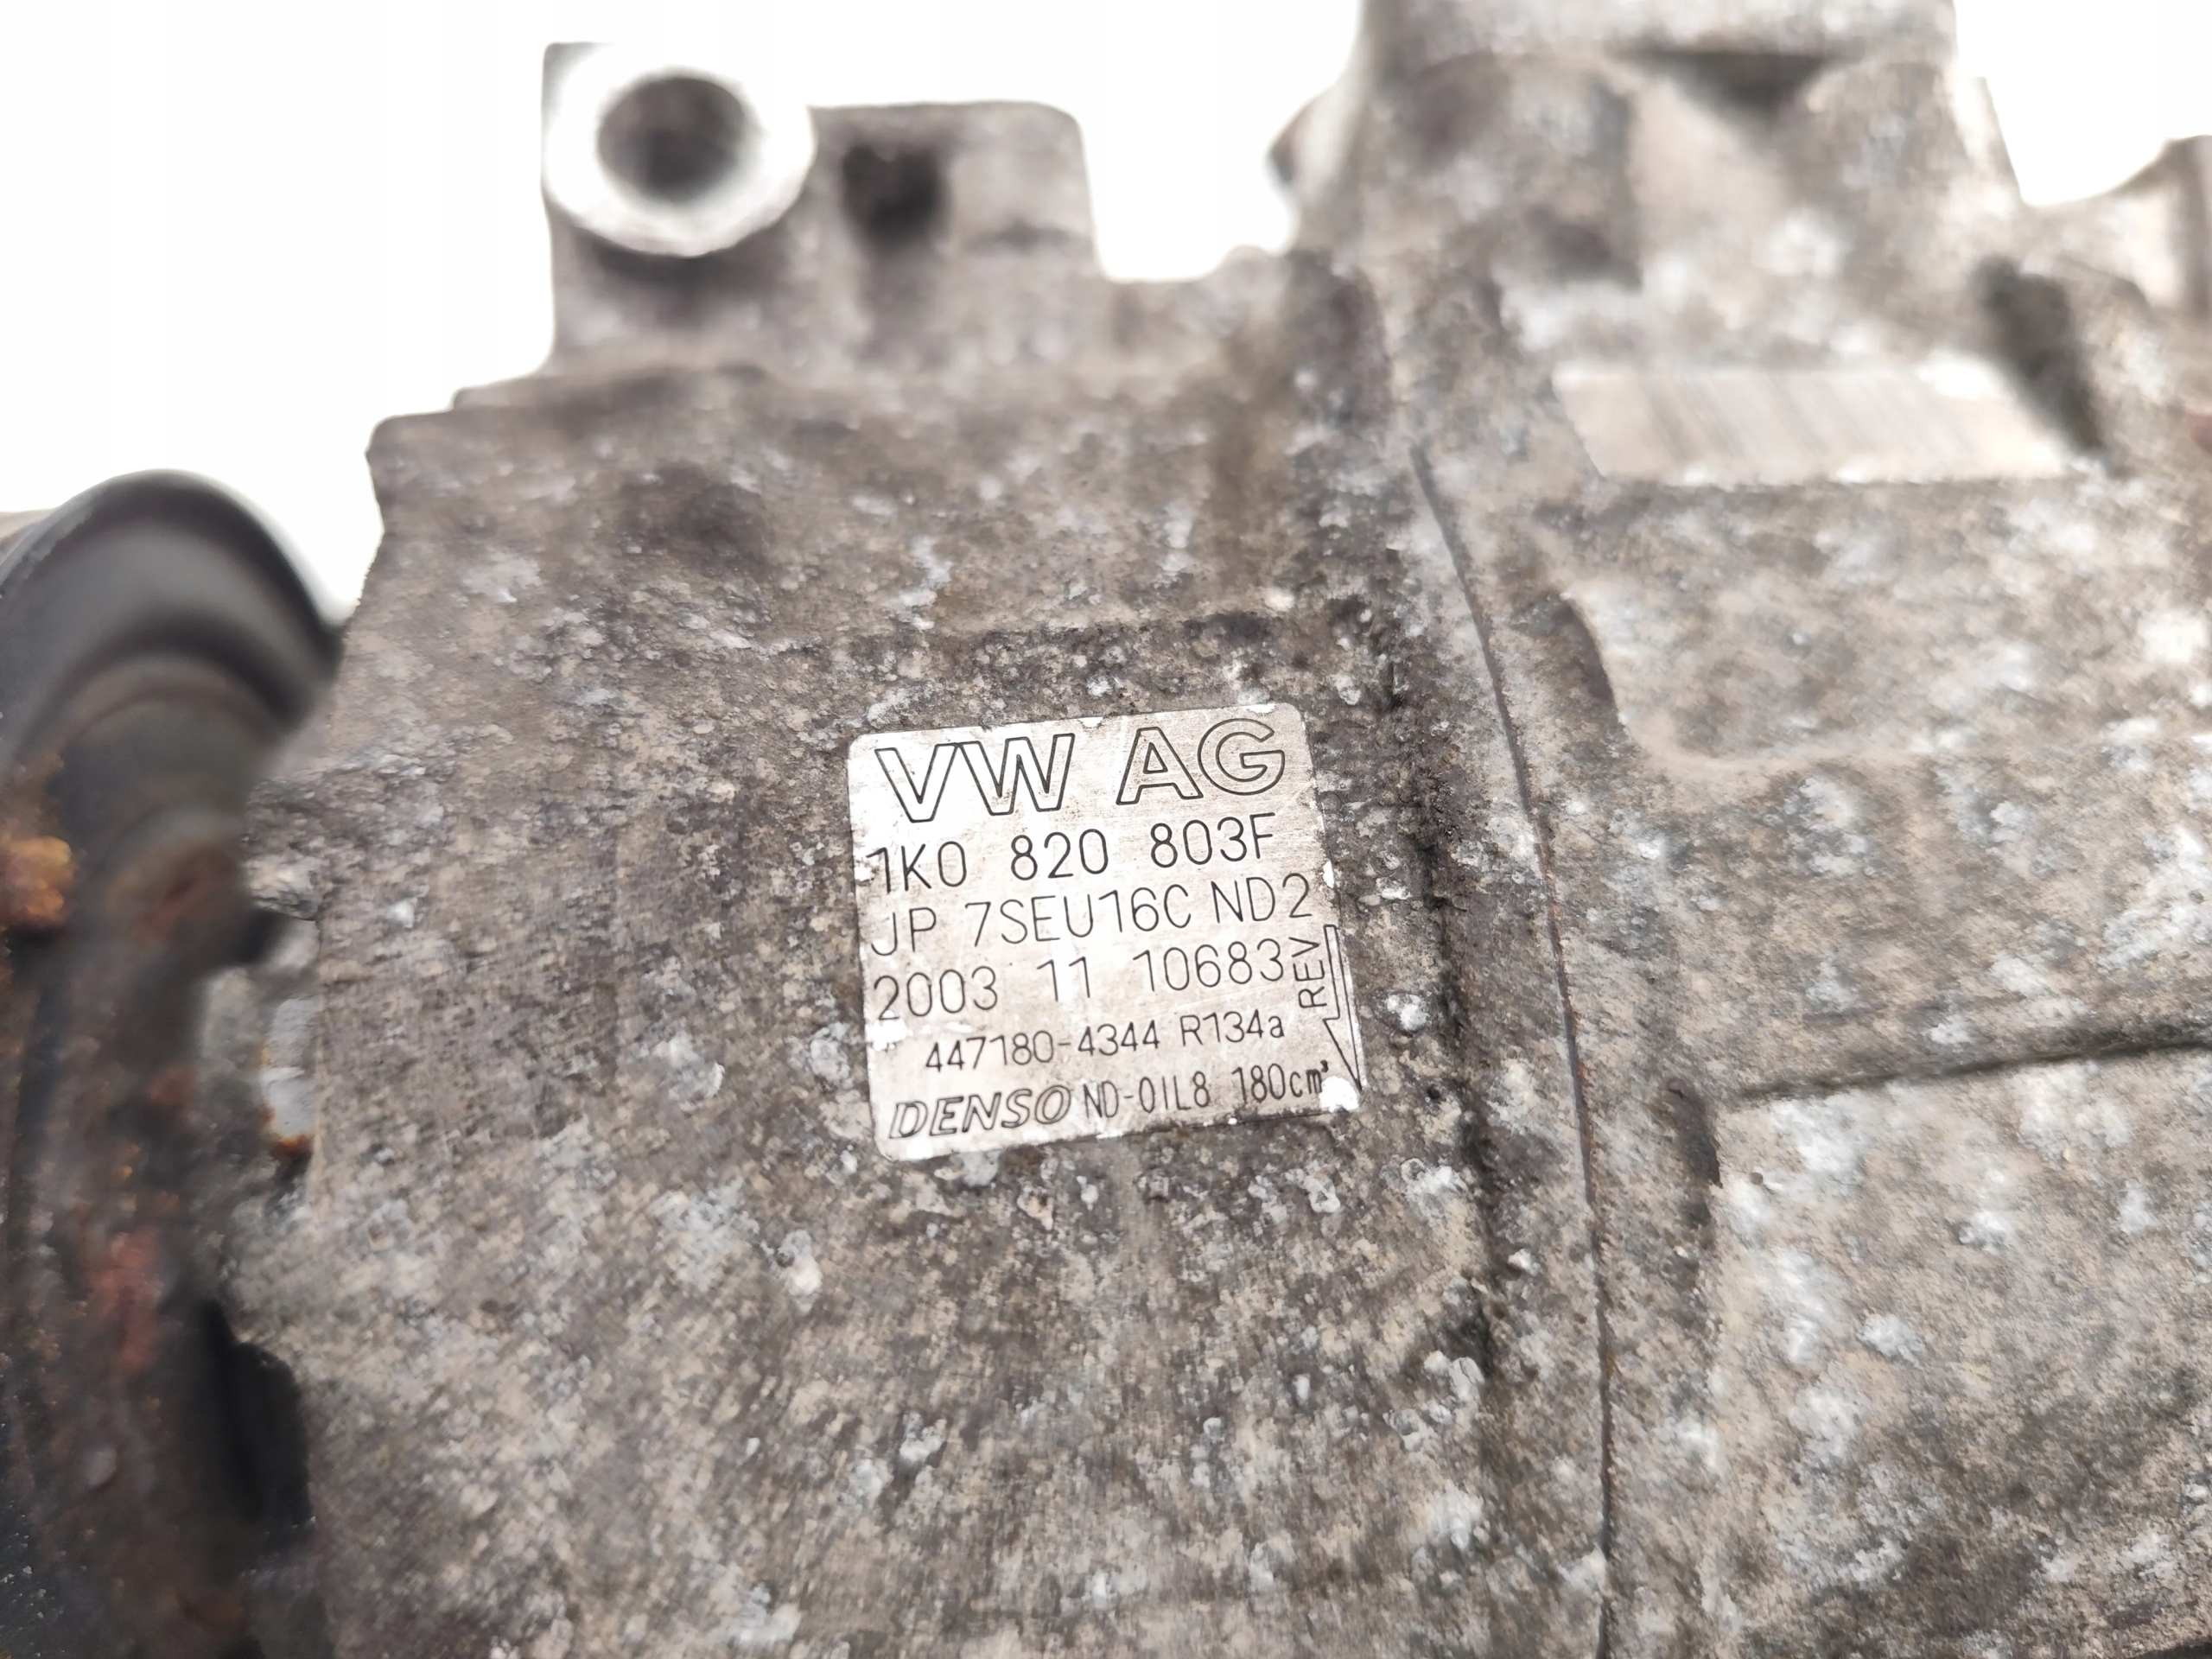 VW AG
1K0 820 803F
JP 7SEU16C ND2
2003 11 10683
REV
447180-4344 R134a
DENSO ND-OIL8 180cm³